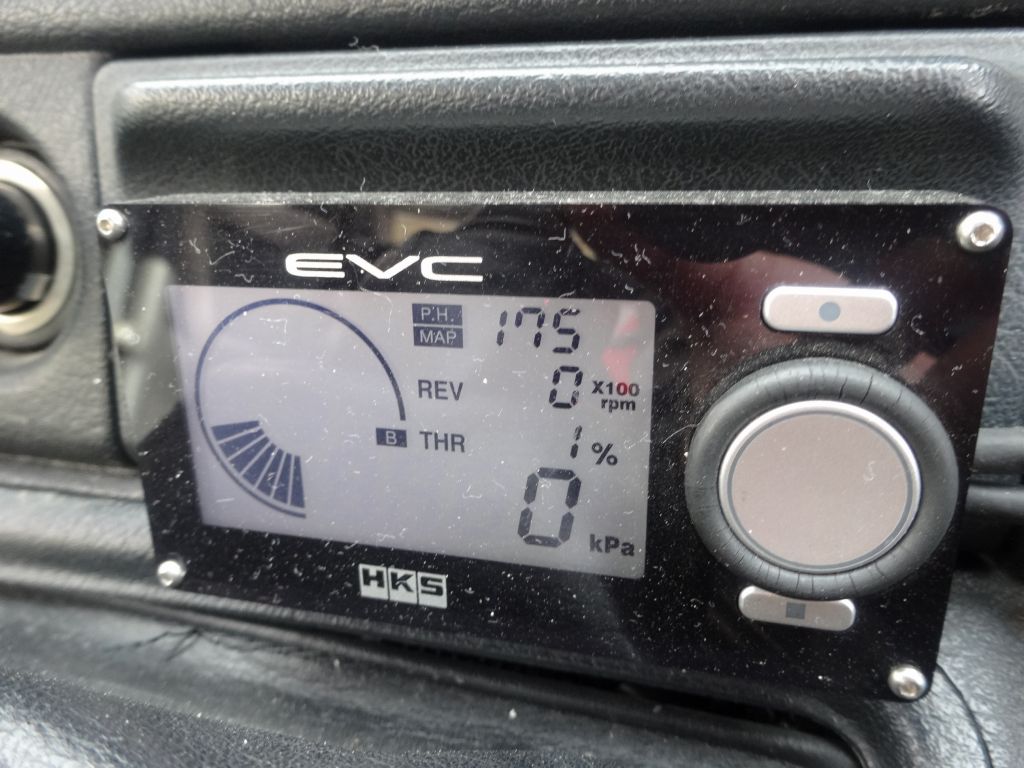 EVC
P.H. 175
MAP
REV 0 X100 rpm
B THR 1 %
0 kPa
HKS